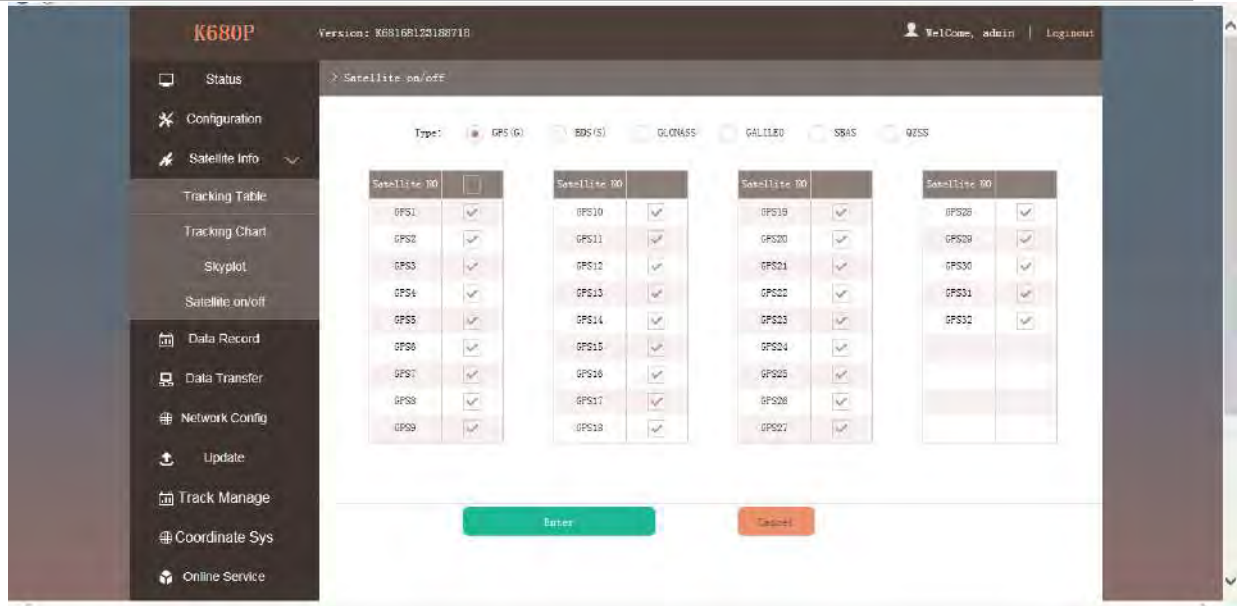 K680P Version: K68168123188718 WelCome, admin | Loginout
Status
> Satellite on/off
Configuration
Type: GPS(G) BDS(S) GLONASS GALILEO SBAS QZSS
Satellite Info
Tracking Table
Tracking Chart
Skyplot
Satellite on/off
Data Record
Data Transfer
Network Config
Update
Track Manage
Coordinate Sys
Online Service
Satellite NO Satellite NO Satellite NO Satellite NO
GPS1 GPS10 GPS19 GPS28
GPS2 GPS11 GPS20 GPS29
GPS3 GPS12 GPS21 GPS30
GPS4 GPS13 GPS22 GPS31
GPS5 GPS14 GPS23 GPS32
GPS6 GPS15 GPS24
GPS7 GPS16 GPS25
GPS8 GPS17 GPS26
GPS9 GPS18 GPS27
Enter Cancel